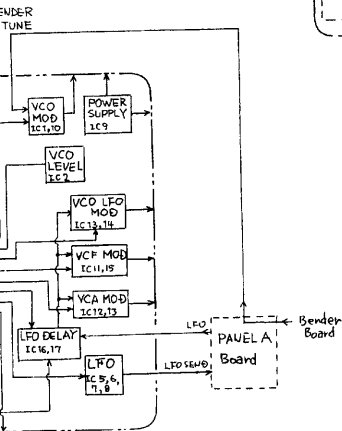 ENDER
TUNE
VCO
MOD
IC1,10
POWER
SUPPLY
IC9
VCO
LEVEL
IC2
VCO LFO
MOD
IC13,14
VCF MOD
IC11,15
VCA MOD
IC12,13
LFO DELAY
IC16,17
LFO
IC5,6,
7,8
LFO
LFO SEND
PANEL A
Board
Bender
Board